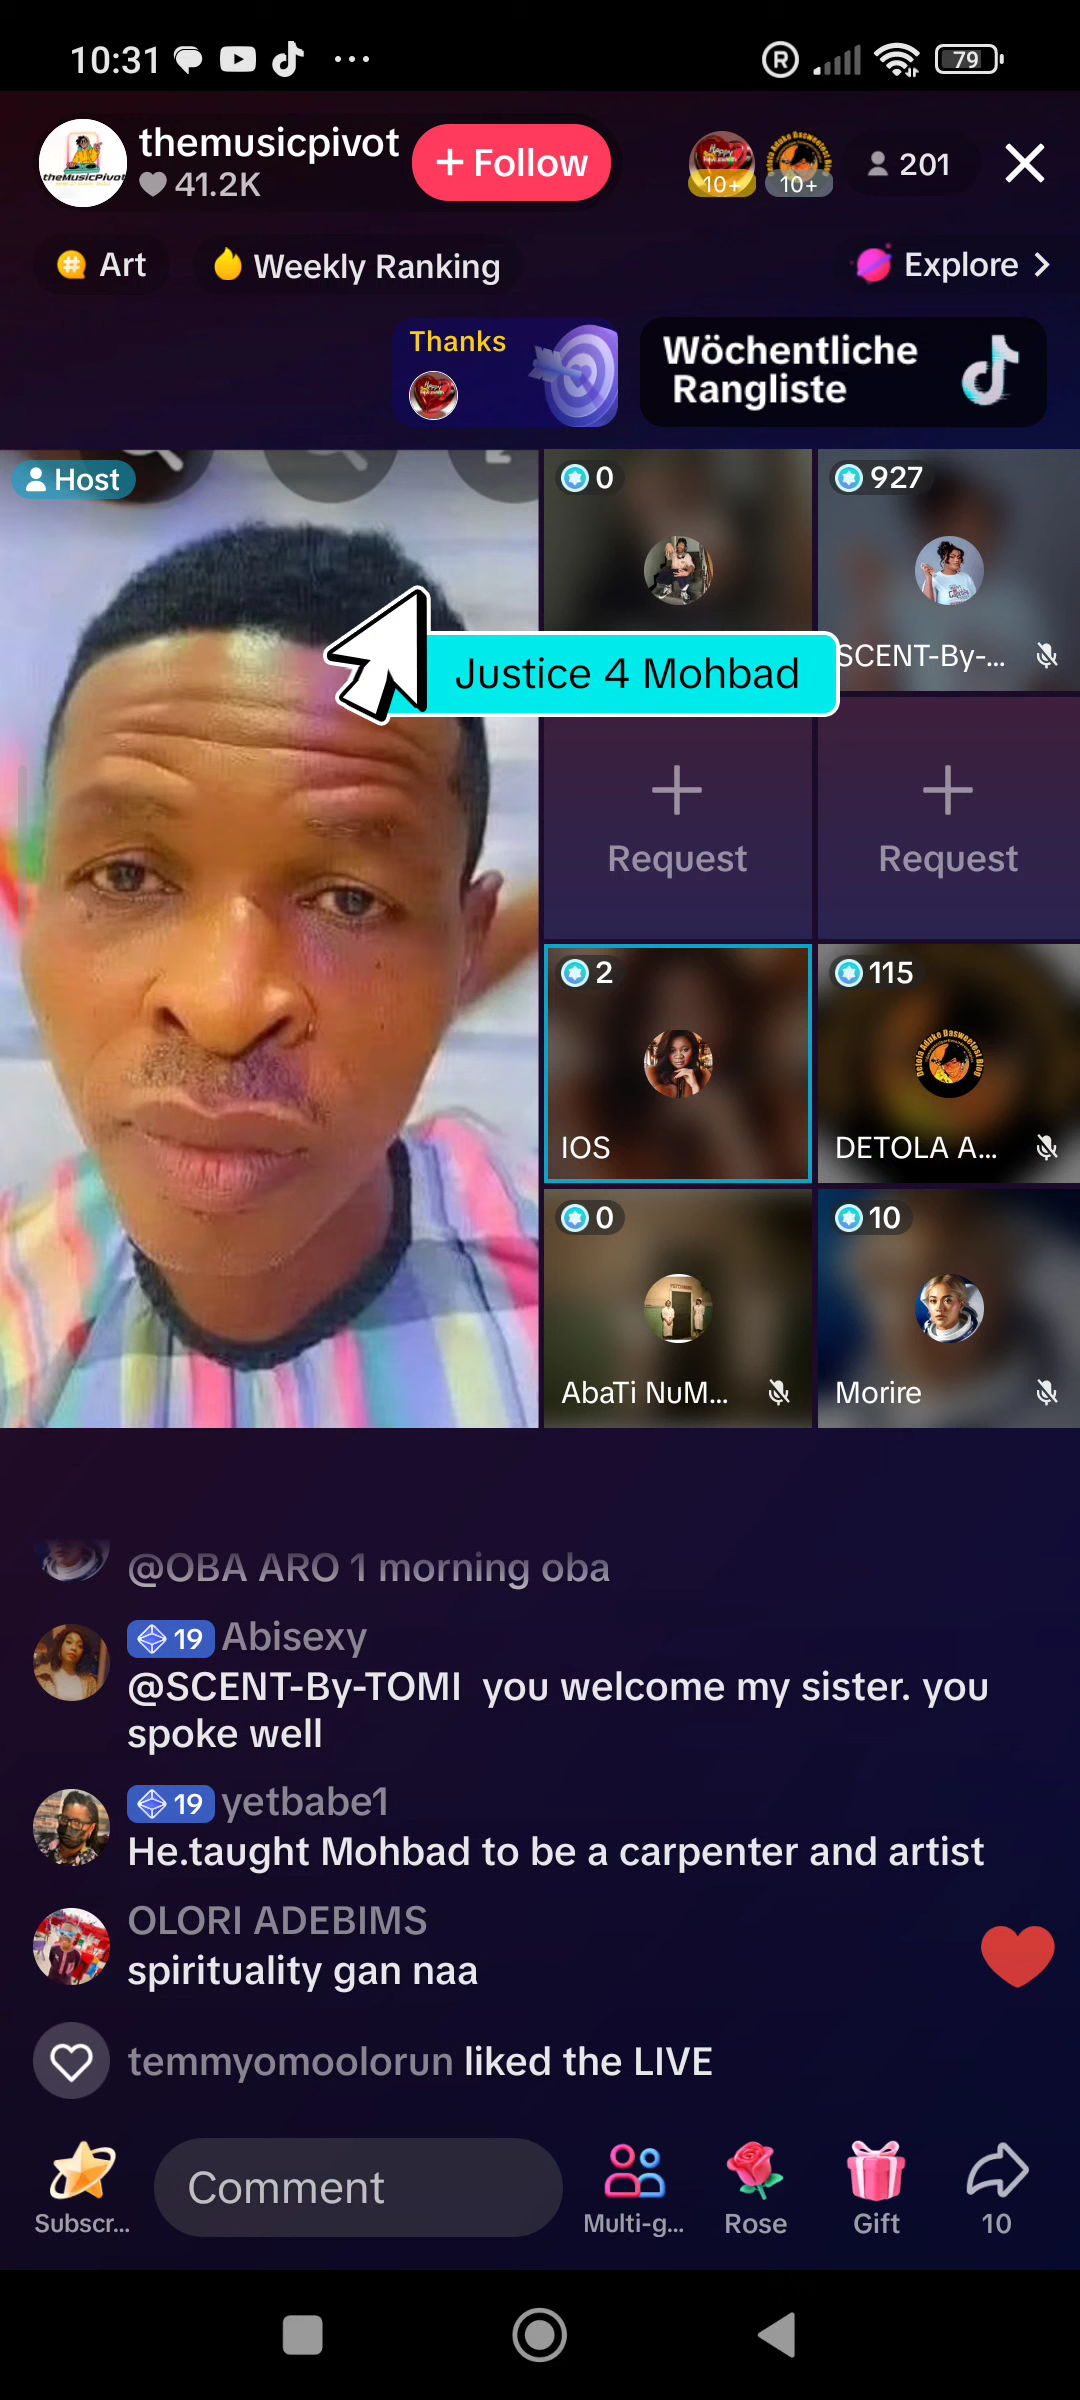 10:31
79
themusicpivot
41.2K
+ Follow
10+
10+
201
theMusicPivot
Art
Weekly Ranking
Explore
Thanks
Wöchentliche
Rangliste
Host
0
927
SCENT-By-...
Justice 4 Mohbad
Request
Request
2
115
IOS
DETOLA A...
0
10
AbaTi NuM...
Morire
@OBA ARO 1 morning oba
19 Abisexy
@SCENT-By-TOMI you welcome my sister. you
spoke well
19 yetbabe1
He.taught Mohbad to be a carpenter and artist
OLORI ADEBIMS
spirituality gan naa
temmyomoolorun liked the LIVE
Subscr...
Comment
Multi-g...
Rose
Gift
10